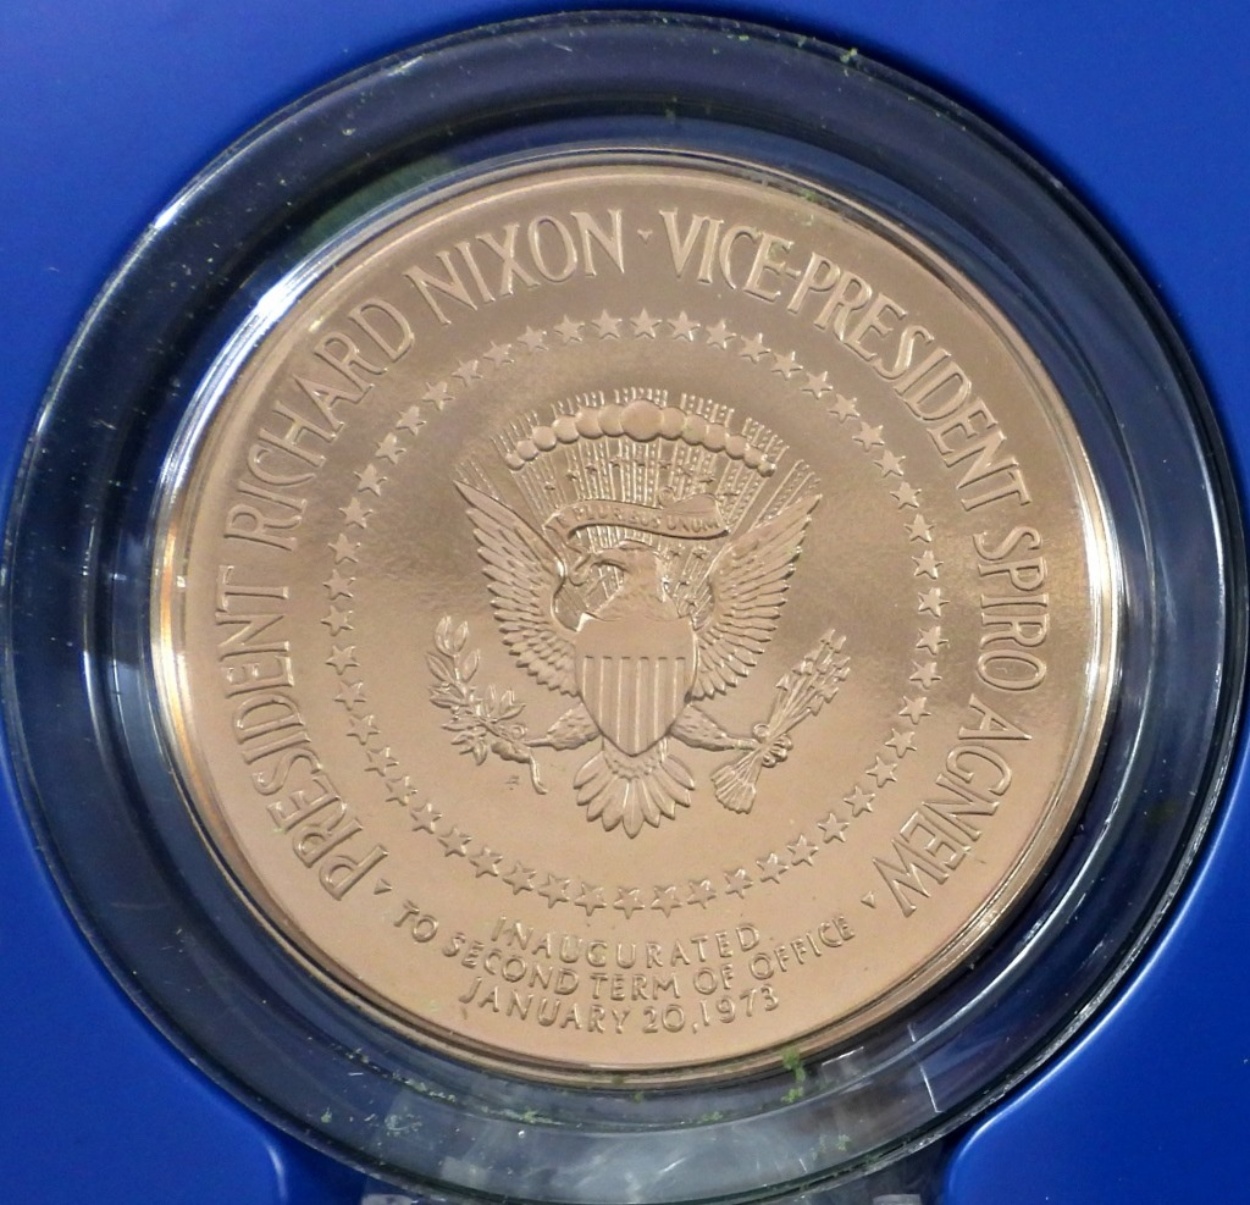 PRESIDENT RICHARD NIXON · VICE-PRESIDENT SPIRO AGNEW
E PLURIBUS UNUM
INAUGURATED
TO SECOND TERM OF OFFICE
JANUARY 20, 1973